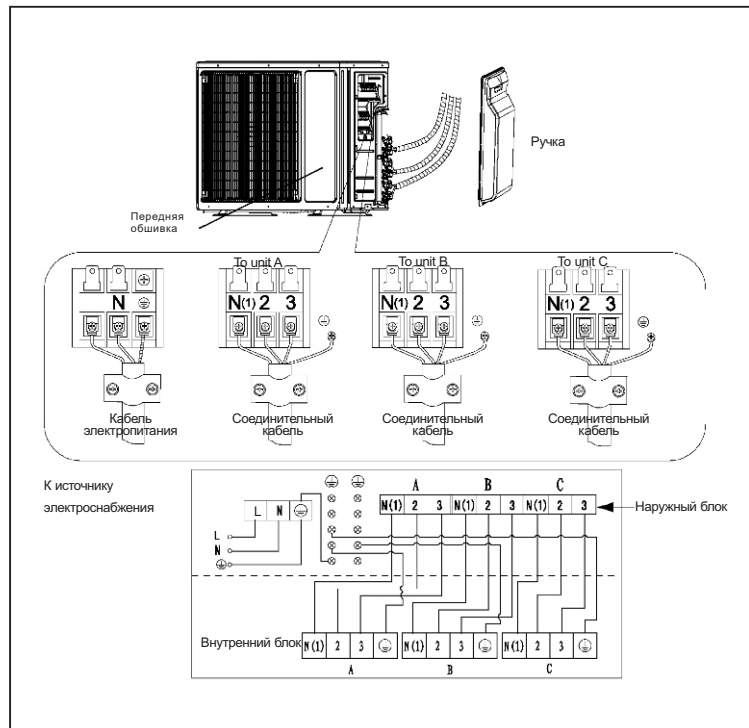 Ручка
Передняя
обшивка
To unit A
To unit B
To unit C
N
N(1) 2 3
N(1) 2 3
N(1) 2 3
Кабель
электропитания
Соединительный
кабель
Соединительный
кабель
Соединительный
кабель
К источнику
электроснабжения
A B C
L N
N(1) 2 3 N(1) 2 3 N(1) 2 3
Наружный блок
L
N
Внутренний блок
N(1) 2 3 N(1) 2 3 N(1) 2 3
A B C